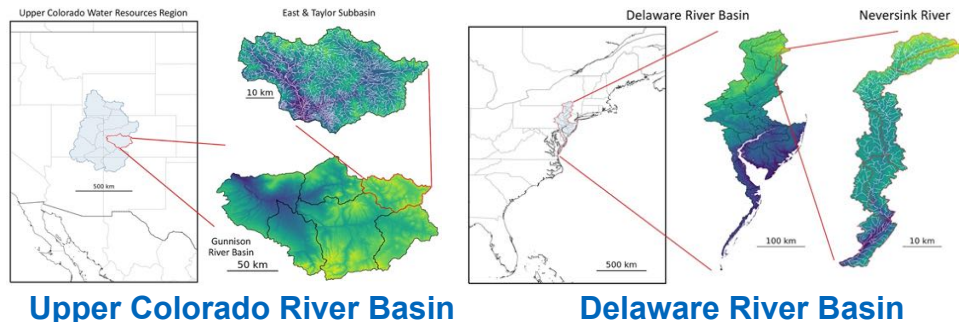 Upper Colorado Water Resources Region
East & Taylor Subbasin
10 km
500 km
Gunnison
River Basin
50 km
Upper Colorado River Basin
Delaware River Basin
Neversink River
500 km
100 km
10 km
Delaware River Basin